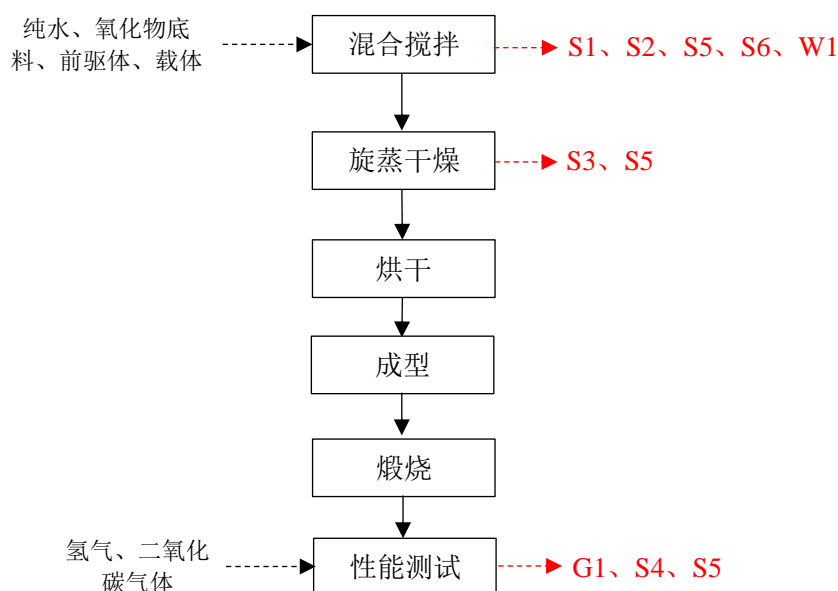 纯水、氧化物底
料、前驱体、载体
混合搅拌
S1、S2、S5、S6、W1
旋蒸干燥
S3、S5
烘干
成型
煅烧
氢气、二氧化
碳气体
性能测试
G1、S4、S5